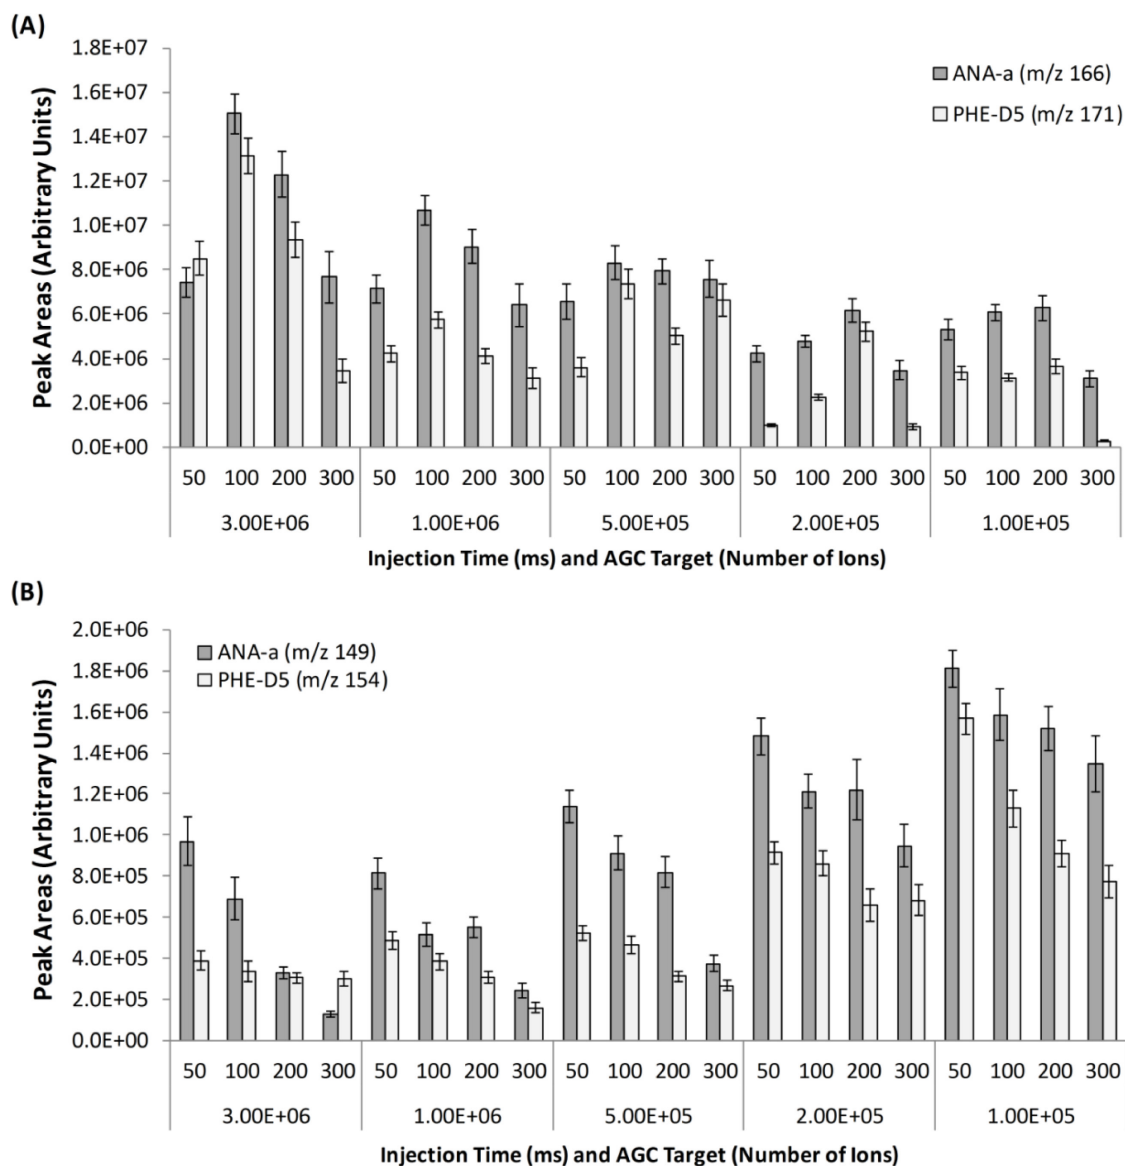 (A)
1.8E+07
1.6E+07
1.4E+07
1.2E+07
1.0E+07
8.0E+06
6.0E+06
4.0E+06
2.0E+06
0.0E+00
Peak Areas (Arbitrary Units)
ANA-a (m/z 166)
PHE-D5 (m/z 171)
50 100 200 300 50 100 200 300 50 100 200 300 50 100 200 300 50 100 200 300
3.00E+06 1.00E+06 5.00E+05 2.00E+05 1.00E+05
Injection Time (ms) and AGC Target (Number of Ions)
(B)
2.0E+06
1.8E+06
1.6E+06
1.4E+06
1.2E+06
1.0E+06
8.0E+05
6.0E+05
4.0E+05
2.0E+05
0.0E+00
Peak Areas (Arbitrary Units)
ANA-a (m/z 149)
PHE-D5 (m/z 154)
50 100 200 300 50 100 200 300 50 100 200 300 50 100 200 300 50 100 200 300
3.00E+06 1.00E+06 5.00E+05 2.00E+05 1.00E+05
Injection Time (ms) and AGC Target (Number of Ions)